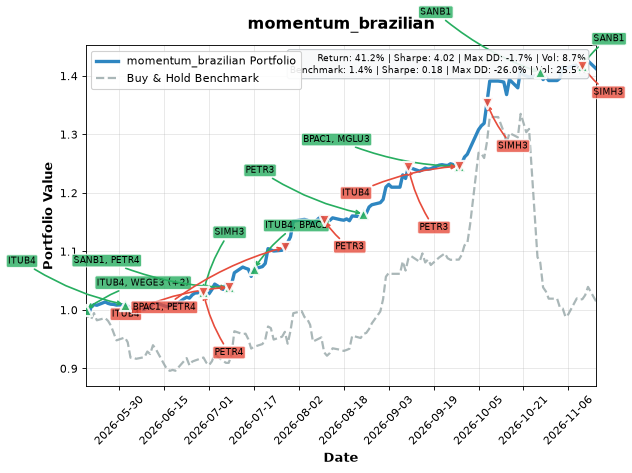 momentum_brazilian
SANB1
SANB1
momentum_brazilian Portfolio
Buy & Hold Benchmark
Return: 41.2% | Sharpe: 4.02 | Max DD: -1.7% | Vol: 8.7%
Benchmark: 1.4% | Sharpe: 0.18 | Max DD: -26.0% | Vol: 25.5
SIMH3
BPAC1, MGLU3
SIMH3
PETR3
ITUB4
SIMH3
ITUB4, BPAC
PETR3
PETR3
ITUB4
SANB1, PETR4
ITUB4, WEGE3 (+2)
BPAC1, PETR4
ITUB4
PETR4
Portfolio Value
1.4
1.3
1.2
1.1
1.0
0.9
2026-05-30
2026-06-15
2026-07-01
2026-07-17
2026-08-02
2026-08-18
2026-09-03
2026-09-19
2026-10-05
2026-10-21
2026-11-06
Date